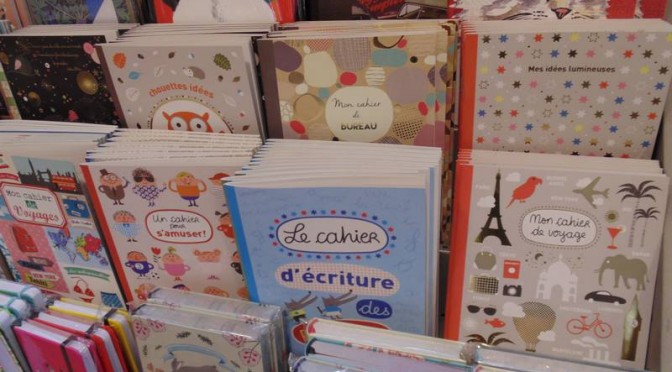 Chouettes idées
Mon cahier
de
BUREAU
Mes idées lumineuses
Mon cahier
de
Voyages
Un cahier
pour
s'amuser!
Le cahier
d'écriture
des
Mon cahier
de voyage